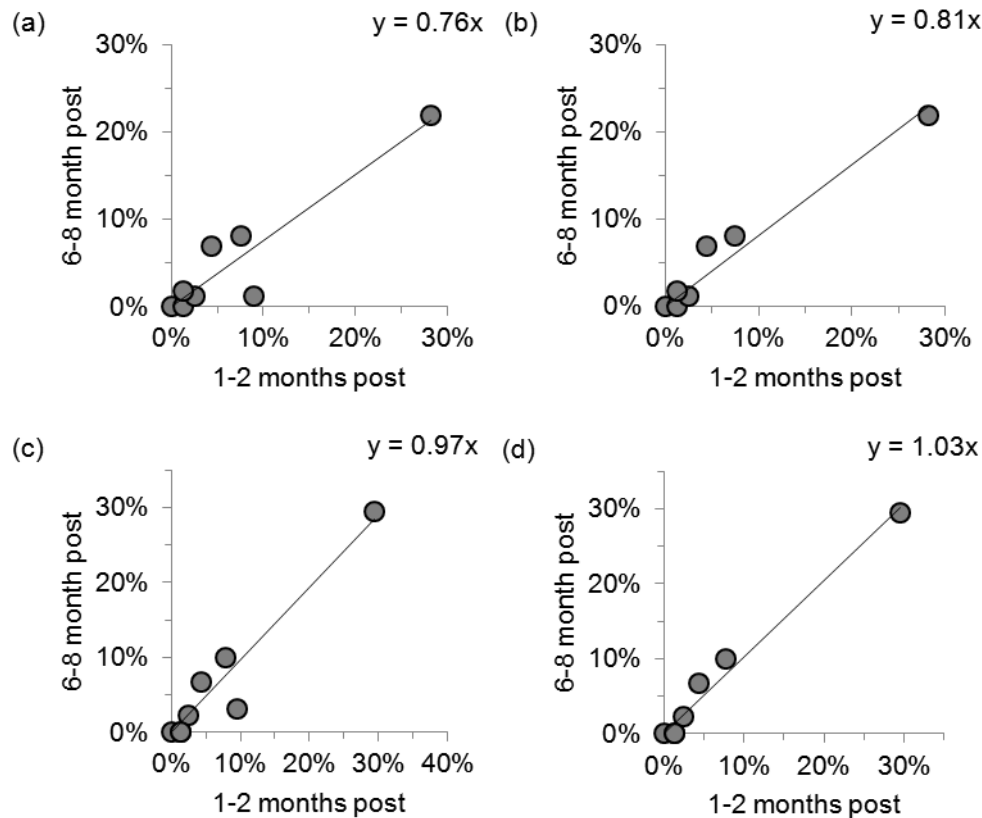 (a)
y = 0.76x
30%
20%
10%
0%
6-8 month post
0% 10% 20% 30%
1-2 months post
(b)
y = 0.81x
30%
20%
10%
0%
6-8 month post
0% 10% 20% 30%
1-2 months post
(c)
y = 0.97x
30%
20%
10%
0%
6-8 month post
0% 10% 20% 30% 40%
1-2 months post
(d)
y = 1.03x
30%
20%
10%
0%
6-8 month post
0% 10% 20% 30%
1-2 months post